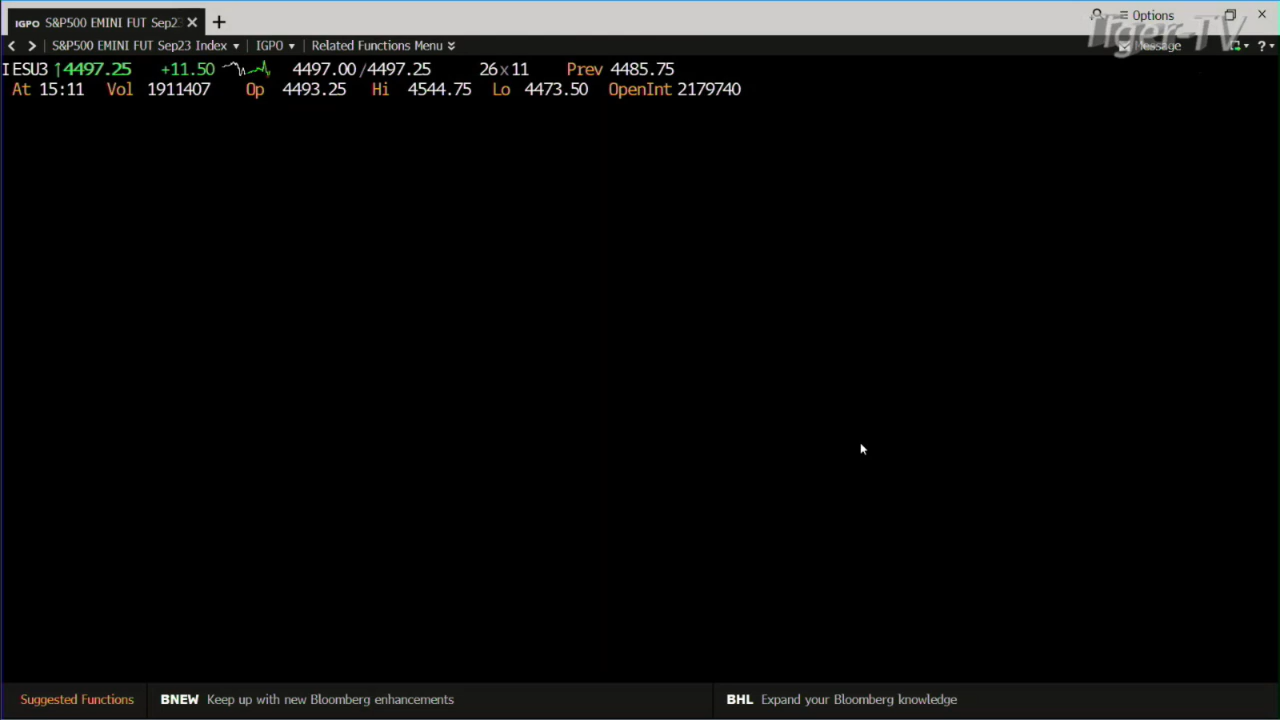 IGPO S&P500 EMINI FUT Sep23 ✕ +
Options
Tiger-TV
< > S&P500 EMINI FUT Sep23 Index ▾ IGPO ▾ Related Functions Menu
Message
? ▾
IESU3 ↑4497.25 +11.50 4497.00/4497.25 26x11 Prev 4485.75
At 15:11 Vol 1911407 Op 4493.25 Hi 4544.75 Lo 4473.50 OpenInt 2179740
Suggested Functions BNEW Keep up with new Bloomberg enhancements BHL Expand your Bloomberg knowledge